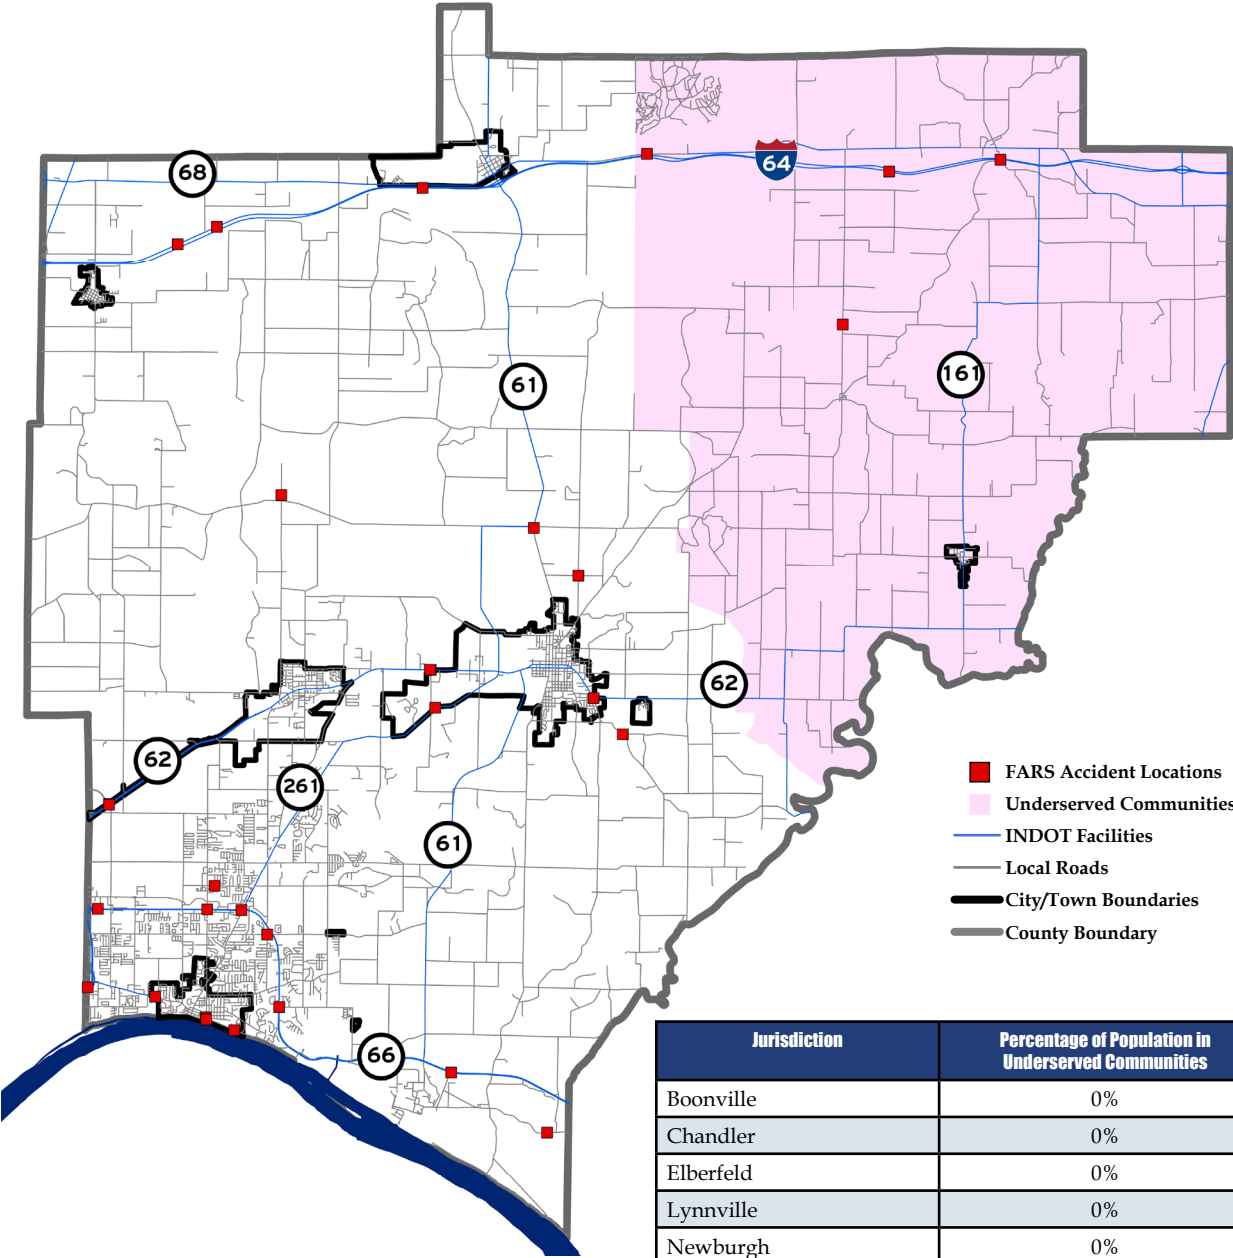 68
64
61
161
62
62
261
61
66
FARS Accident Locations
Underserved Communities
INDOT Facilities
Local Roads
City/Town Boundaries
County Boundary
Jurisdiction
Percentage of Population in
Underserved Communities
Boonville 0%
Chandler 0%
Elberfeld 0%
Lynnville 0%
Newburgh 0%